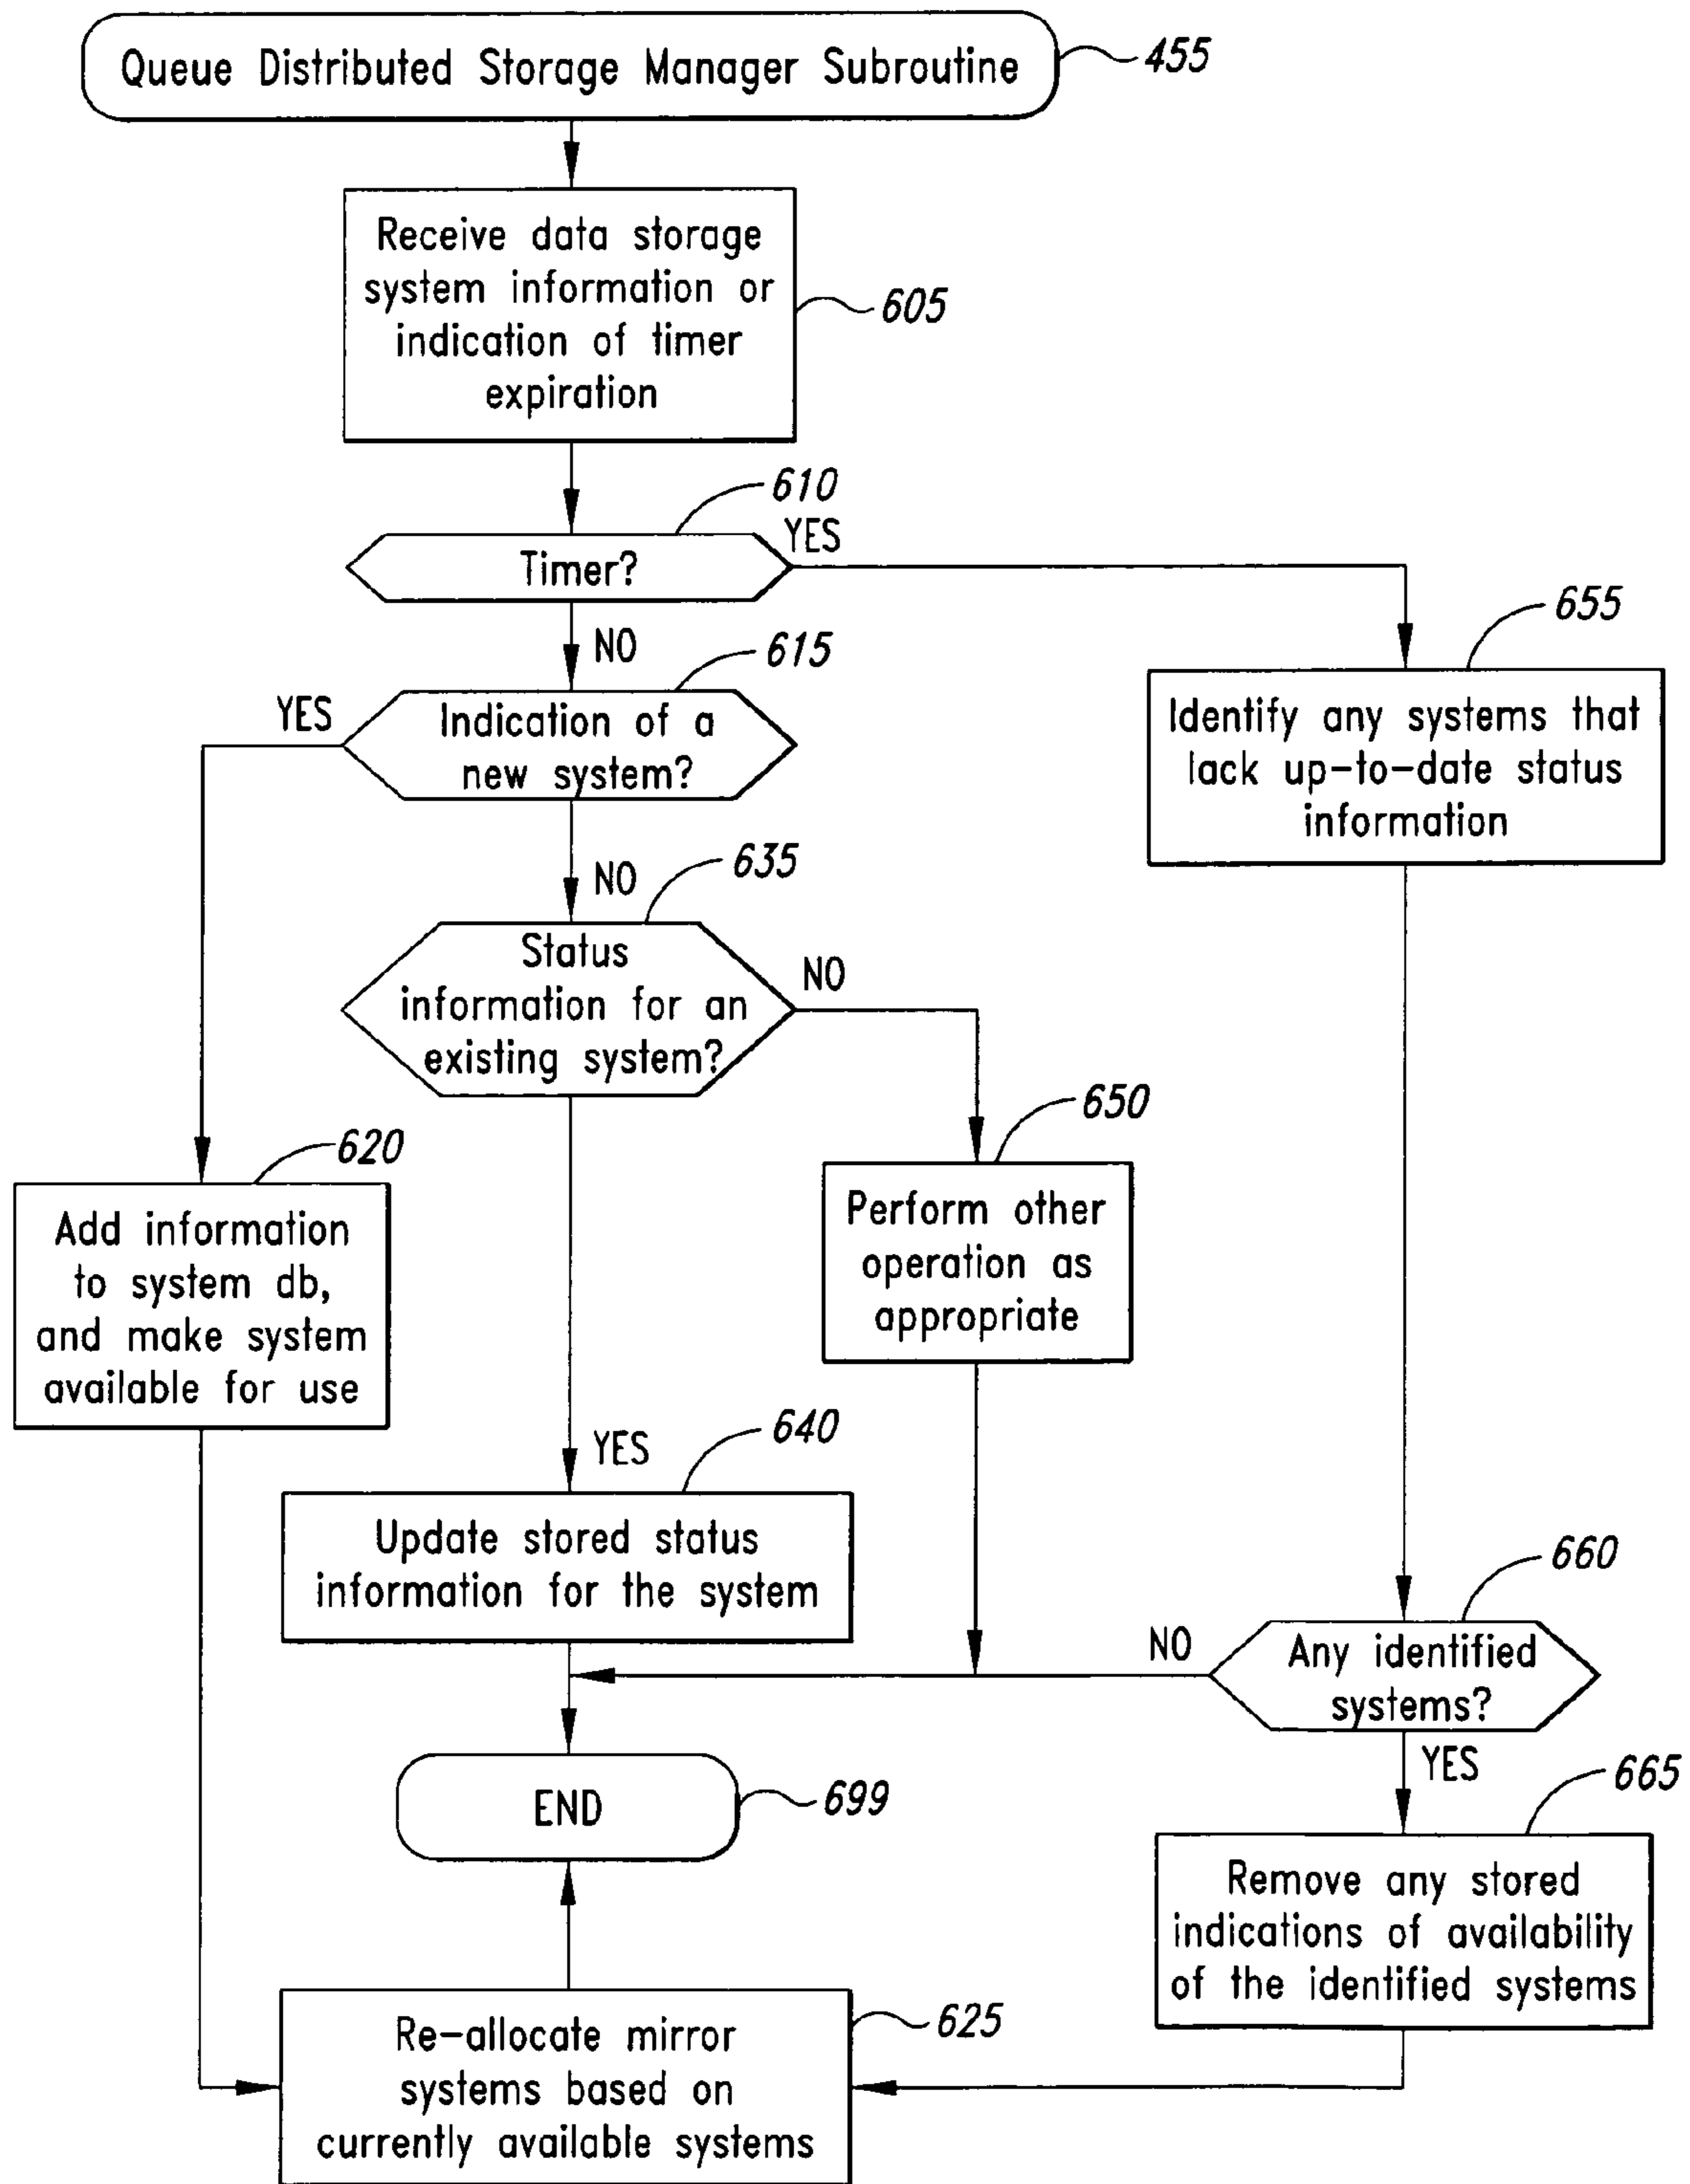 Queue Distributed Storage Manager Subroutine
455
Receive data storage
system information or
indication of timer
expiration
605
610
Timer?
YES
NO
655
Identify any systems that
lack up-to-date status
information
615
YES
Indication of a
new system?
NO
635
Status
information for an
existing system?
NO
650
Perform other
operation as
appropriate
620
Add information
to system db,
and make system
available for use
YES
640
Update stored status
information for the system
660
NO
Any identified
systems?
YES
END
699
665
Remove any stored
indications of availability
of the identified systems
625
Re-allocate mirror
systems based on
currently available systems